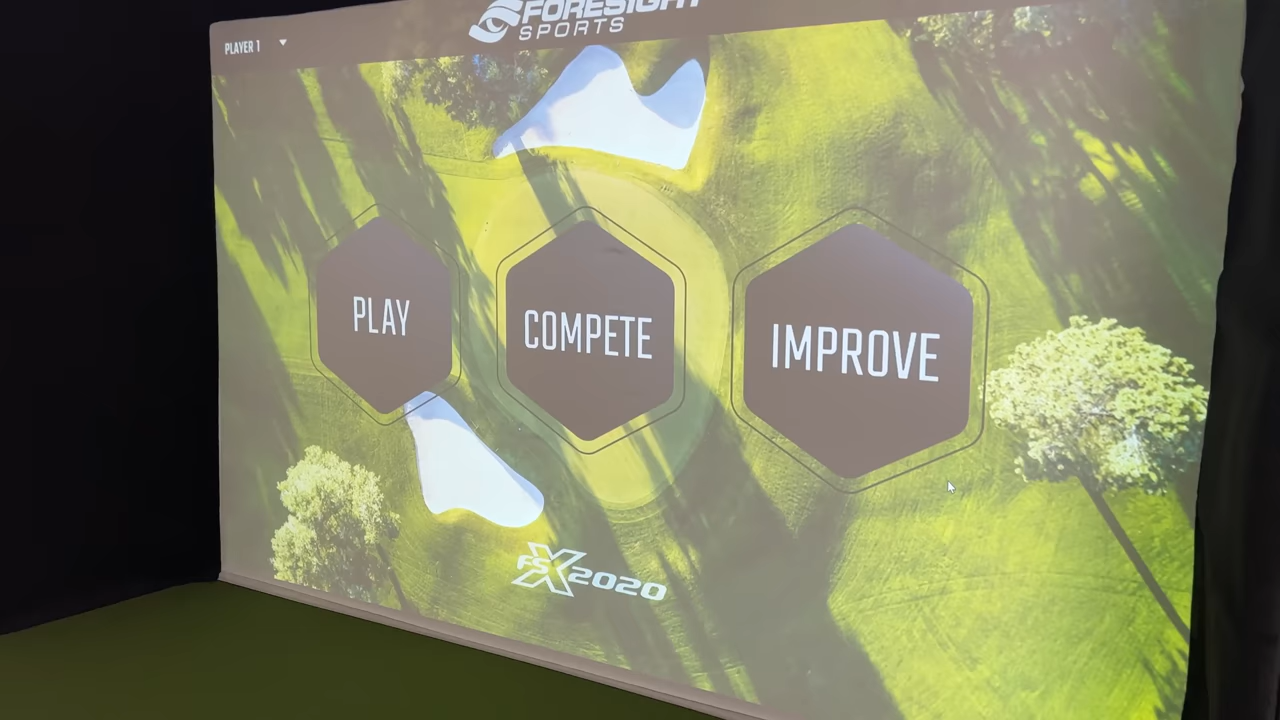 FORESIGHT
SPORTS
PLAYER 1
PLAY
COMPETE
IMPROVE
FSX2020